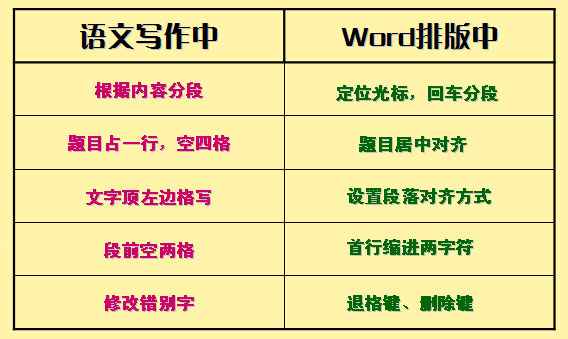 语文写作中 Word排版中
根据内容分段 定位光标，回车分段
题目占一行，空四格 题目居中对齐
文字顶左边格写 设置段落对齐方式
段前空两格 首行缩进两字符
修改错别字 退格键、删除键